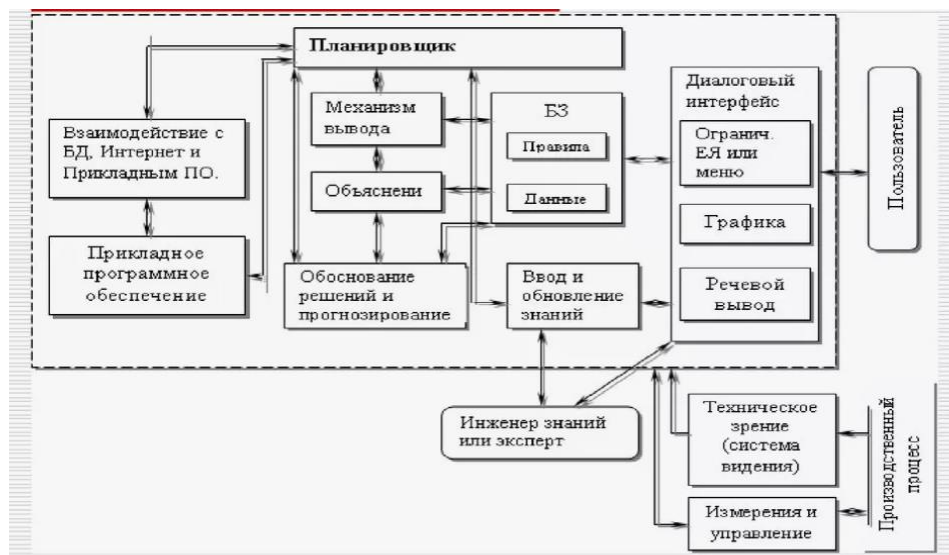 Планировщик
Взаимодействие с
БД, Интернет и
Прикладным ПО.
Прикладное
программное
обеспечение
Механизм
вывода
Объяснени
Обоснование
решений и
прогнозирование
БЗ
Правила
Данные
Ввод и
обновление
знаний
Диалоговый
интерфейс
Огранич.
ЕЯ или
меню
Графика
Речевой
вывод
Пользователь
Инженер знаний
или эксперт
Техническое
зрение
(система
видения)
Измерения и
управление
Производственный
процесс